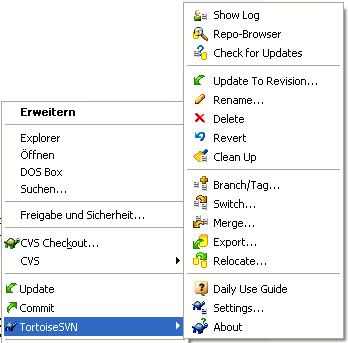 Erweitern
Explorer
Öffnen
DOS Box
Suchen...
Freigabe und Sicherheit...
CVS Checkout...
CVS
Update
Commit
TortoiseSVN
Show Log
Repo-Browser
Check for Updates
Update To Revision...
Rename...
Delete
Revert
Clean Up
Branch/Tag...
Switch...
Merge...
Export...
Relocate...
Daily Use Guide
Settings...
About